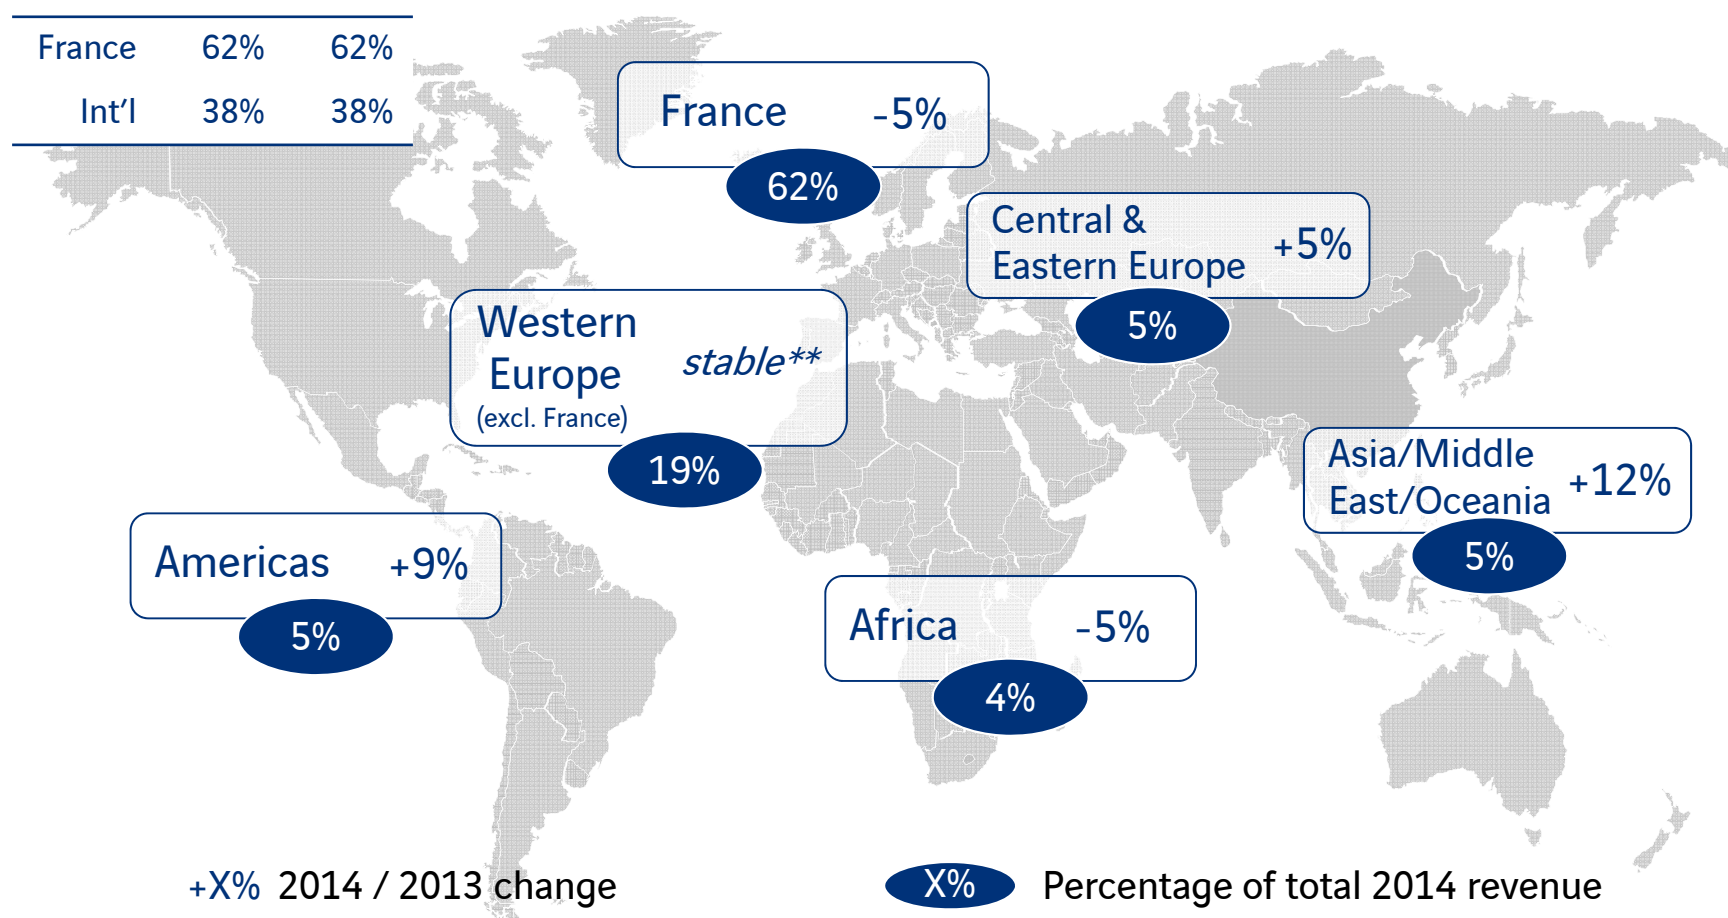 France 62% 62%
Int'l 38% 38%
France -5%
62%
Central &
Eastern Europe +5%
5%
Western
Europe stable**
(excl. France)
19%
Asia/Middle
East/Oceania +12%
5%
Americas +9%
5%
Africa -5%
4%
+X% 2014 / 2013 change
X% Percentage of total 2014 revenue